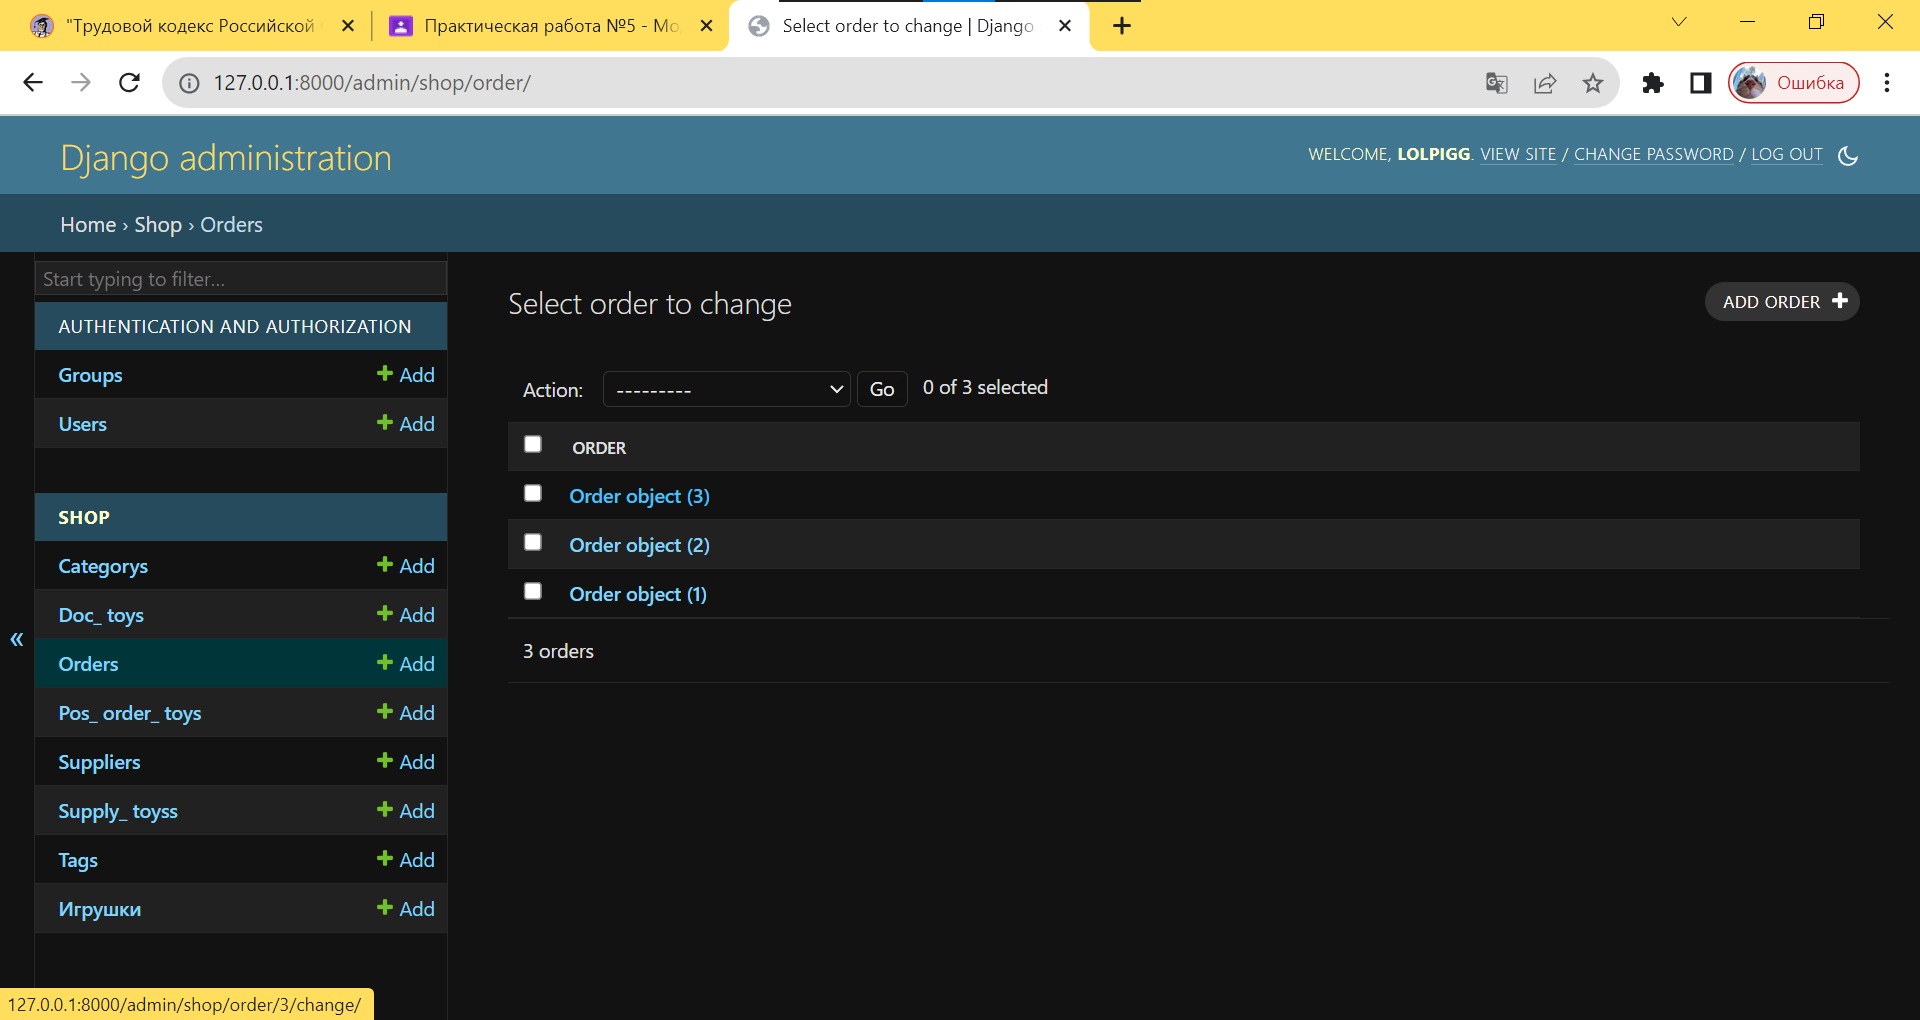 "Трудовой кодекс Российской
Практическая работа №5 - Мо
Select order to change | Django
127.0.0.1:8000/admin/shop/order/
Ошибка
Django administration
WELCOME, LOLPIGG. VIEW SITE / CHANGE PASSWORD / LOG OUT
Home › Shop › Orders
Start typing to filter...
AUTHENTICATION AND AUTHORIZATION
Groups + Add
Users + Add
SHOP
Categorys + Add
Doc_ toys + Add
Orders + Add
Pos_ order_ toys + Add
Suppliers + Add
Supply_ toyss + Add
Tags + Add
Игрушки + Add
«
Select order to change
ADD ORDER +
Action: --------- Go 0 of 3 selected
ORDER
Order object (3)
Order object (2)
Order object (1)
3 orders
127.0.0.1:8000/admin/shop/order/3/change/